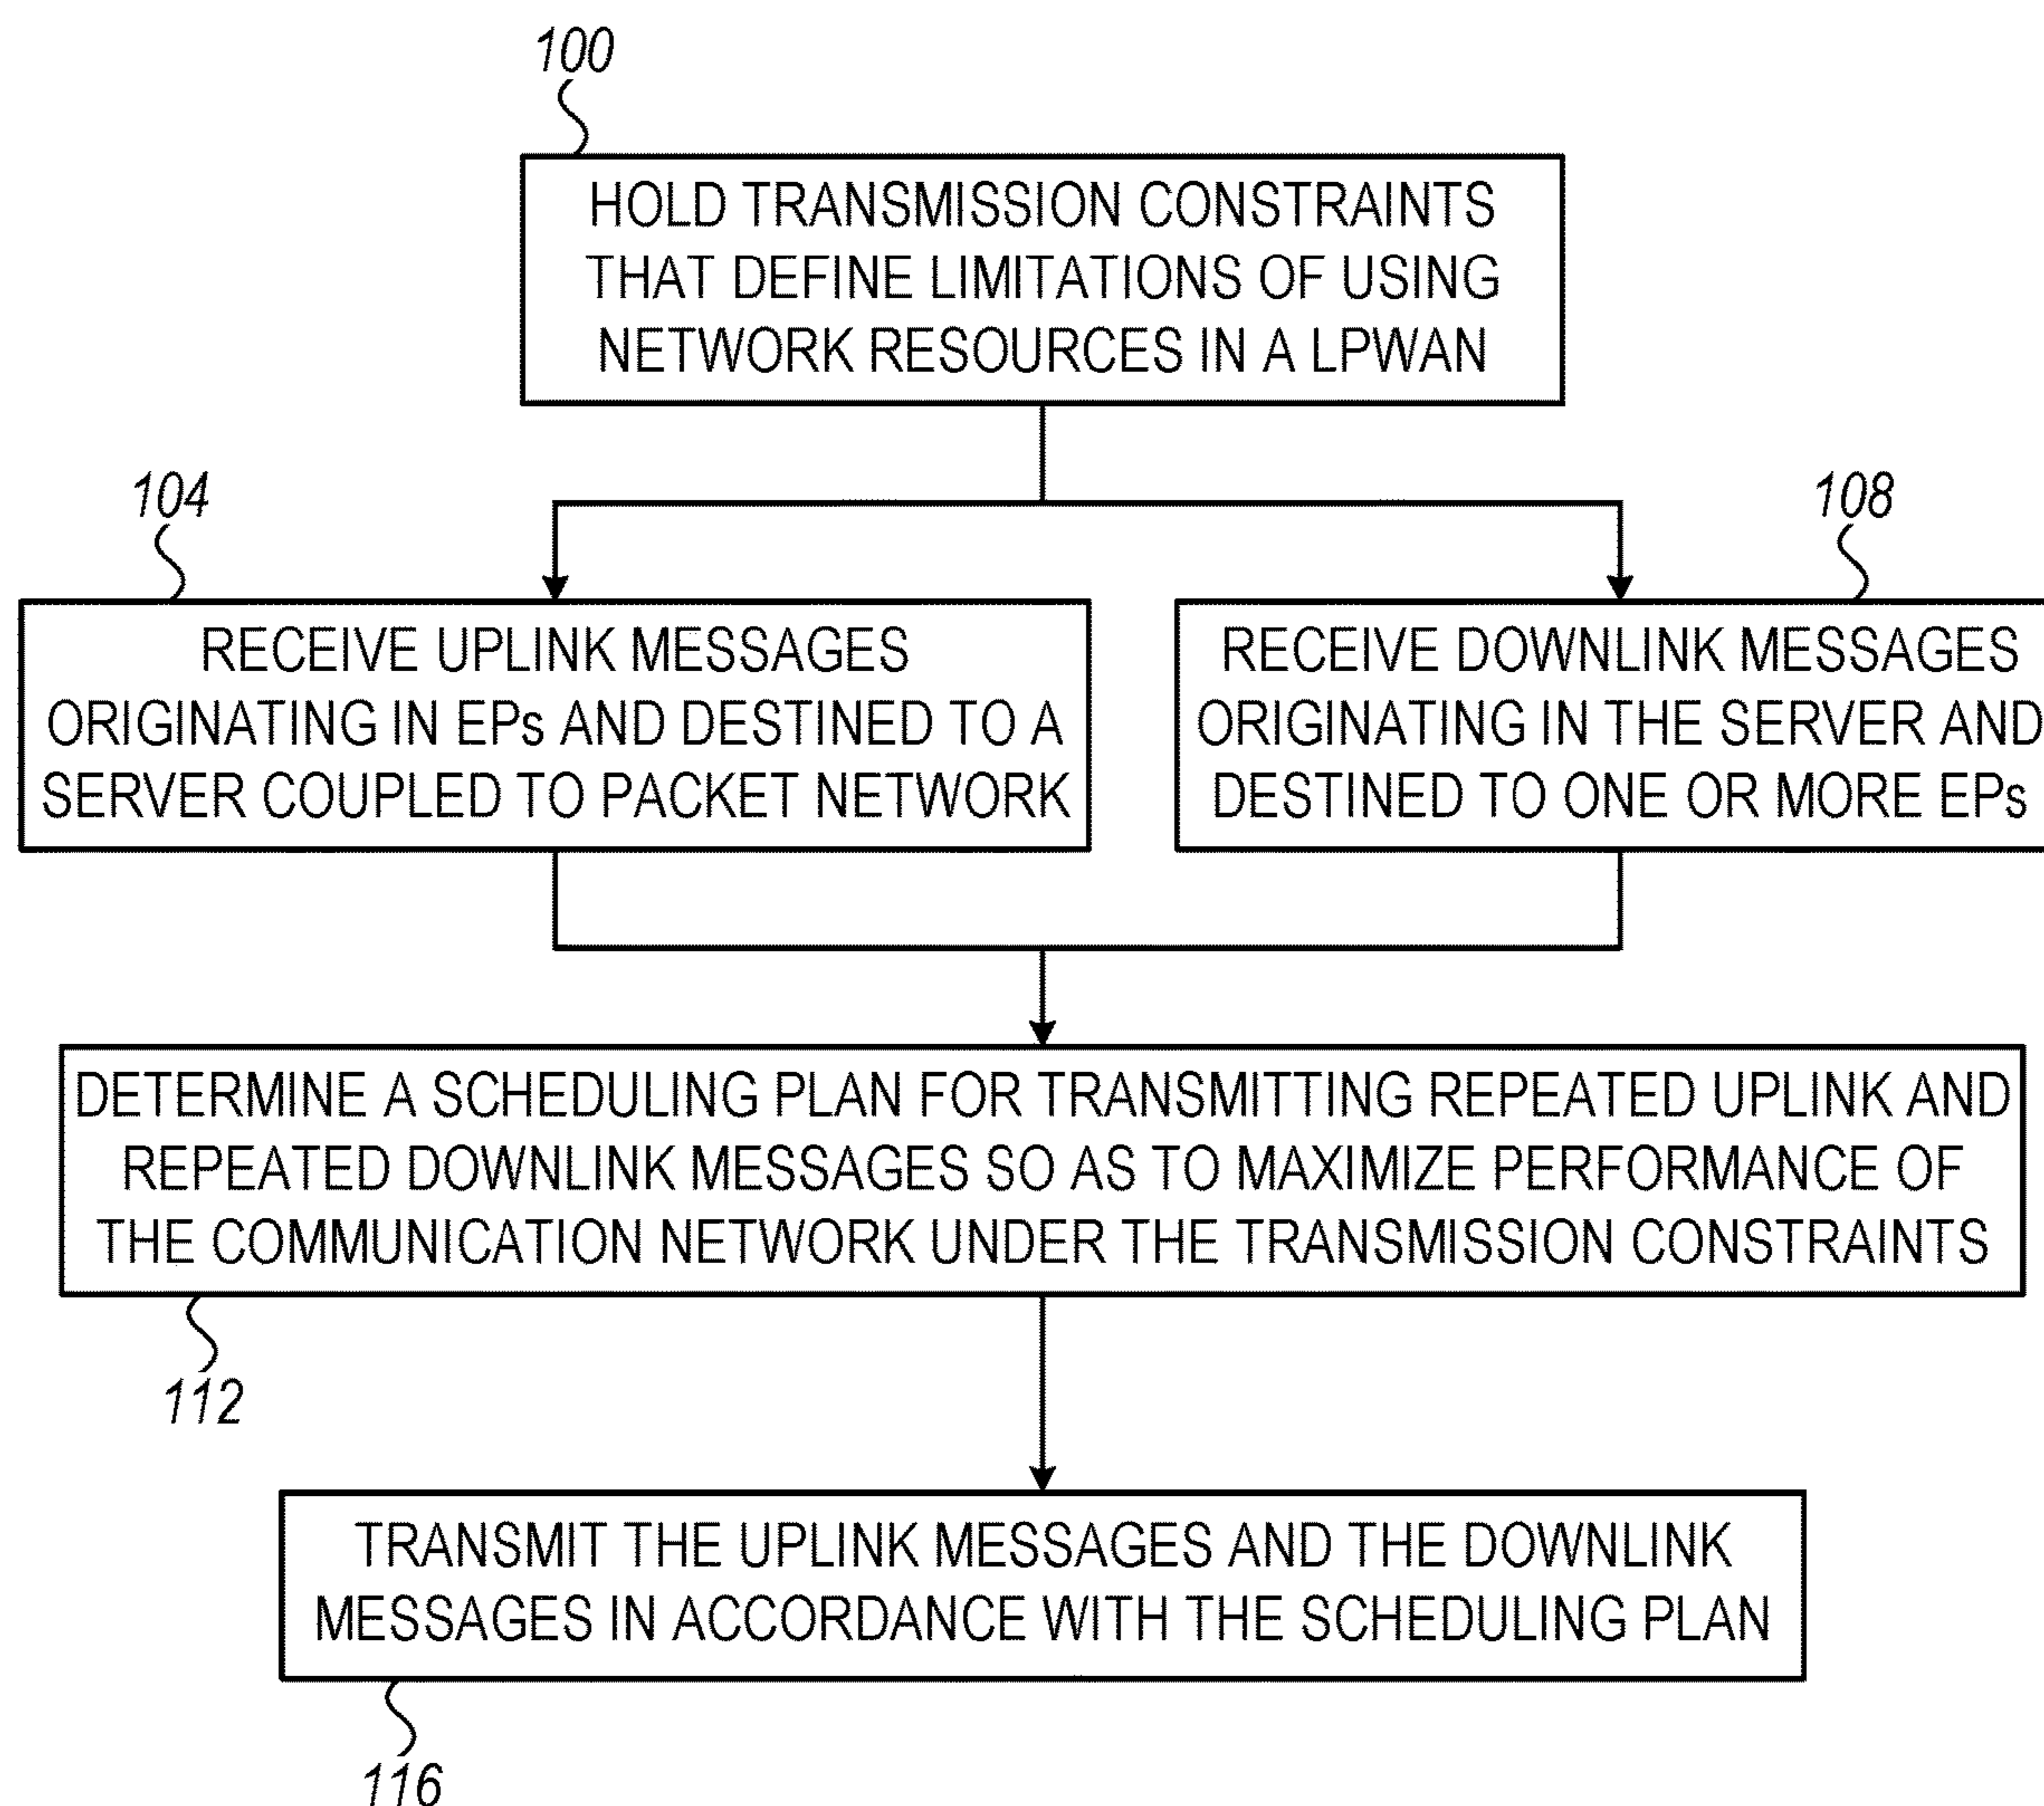 100
HOLD TRANSMISSION CONSTRAINTS
THAT DEFINE LIMITATIONS OF USING
NETWORK RESOURCES IN A LPWAN
104
RECEIVE UPLINK MESSAGES
ORIGINATING IN EPs AND DESTINED TO A
SERVER COUPLED TO PACKET NETWORK
108
RECEIVE DOWNLINK MESSAGES
ORIGINATING IN THE SERVER AND
DESTINED TO ONE OR MORE EPs
DETERMINE A SCHEDULING PLAN FOR TRANSMITTING REPEATED UPLINK AND
REPEATED DOWNLINK MESSAGES SO AS TO MAXIMIZE PERFORMANCE OF
THE COMMUNICATION NETWORK UNDER THE TRANSMISSION CONSTRAINTS
112
TRANSMIT THE UPLINK MESSAGES AND THE DOWNLINK
MESSAGES IN ACCORDANCE WITH THE SCHEDULING PLAN
116